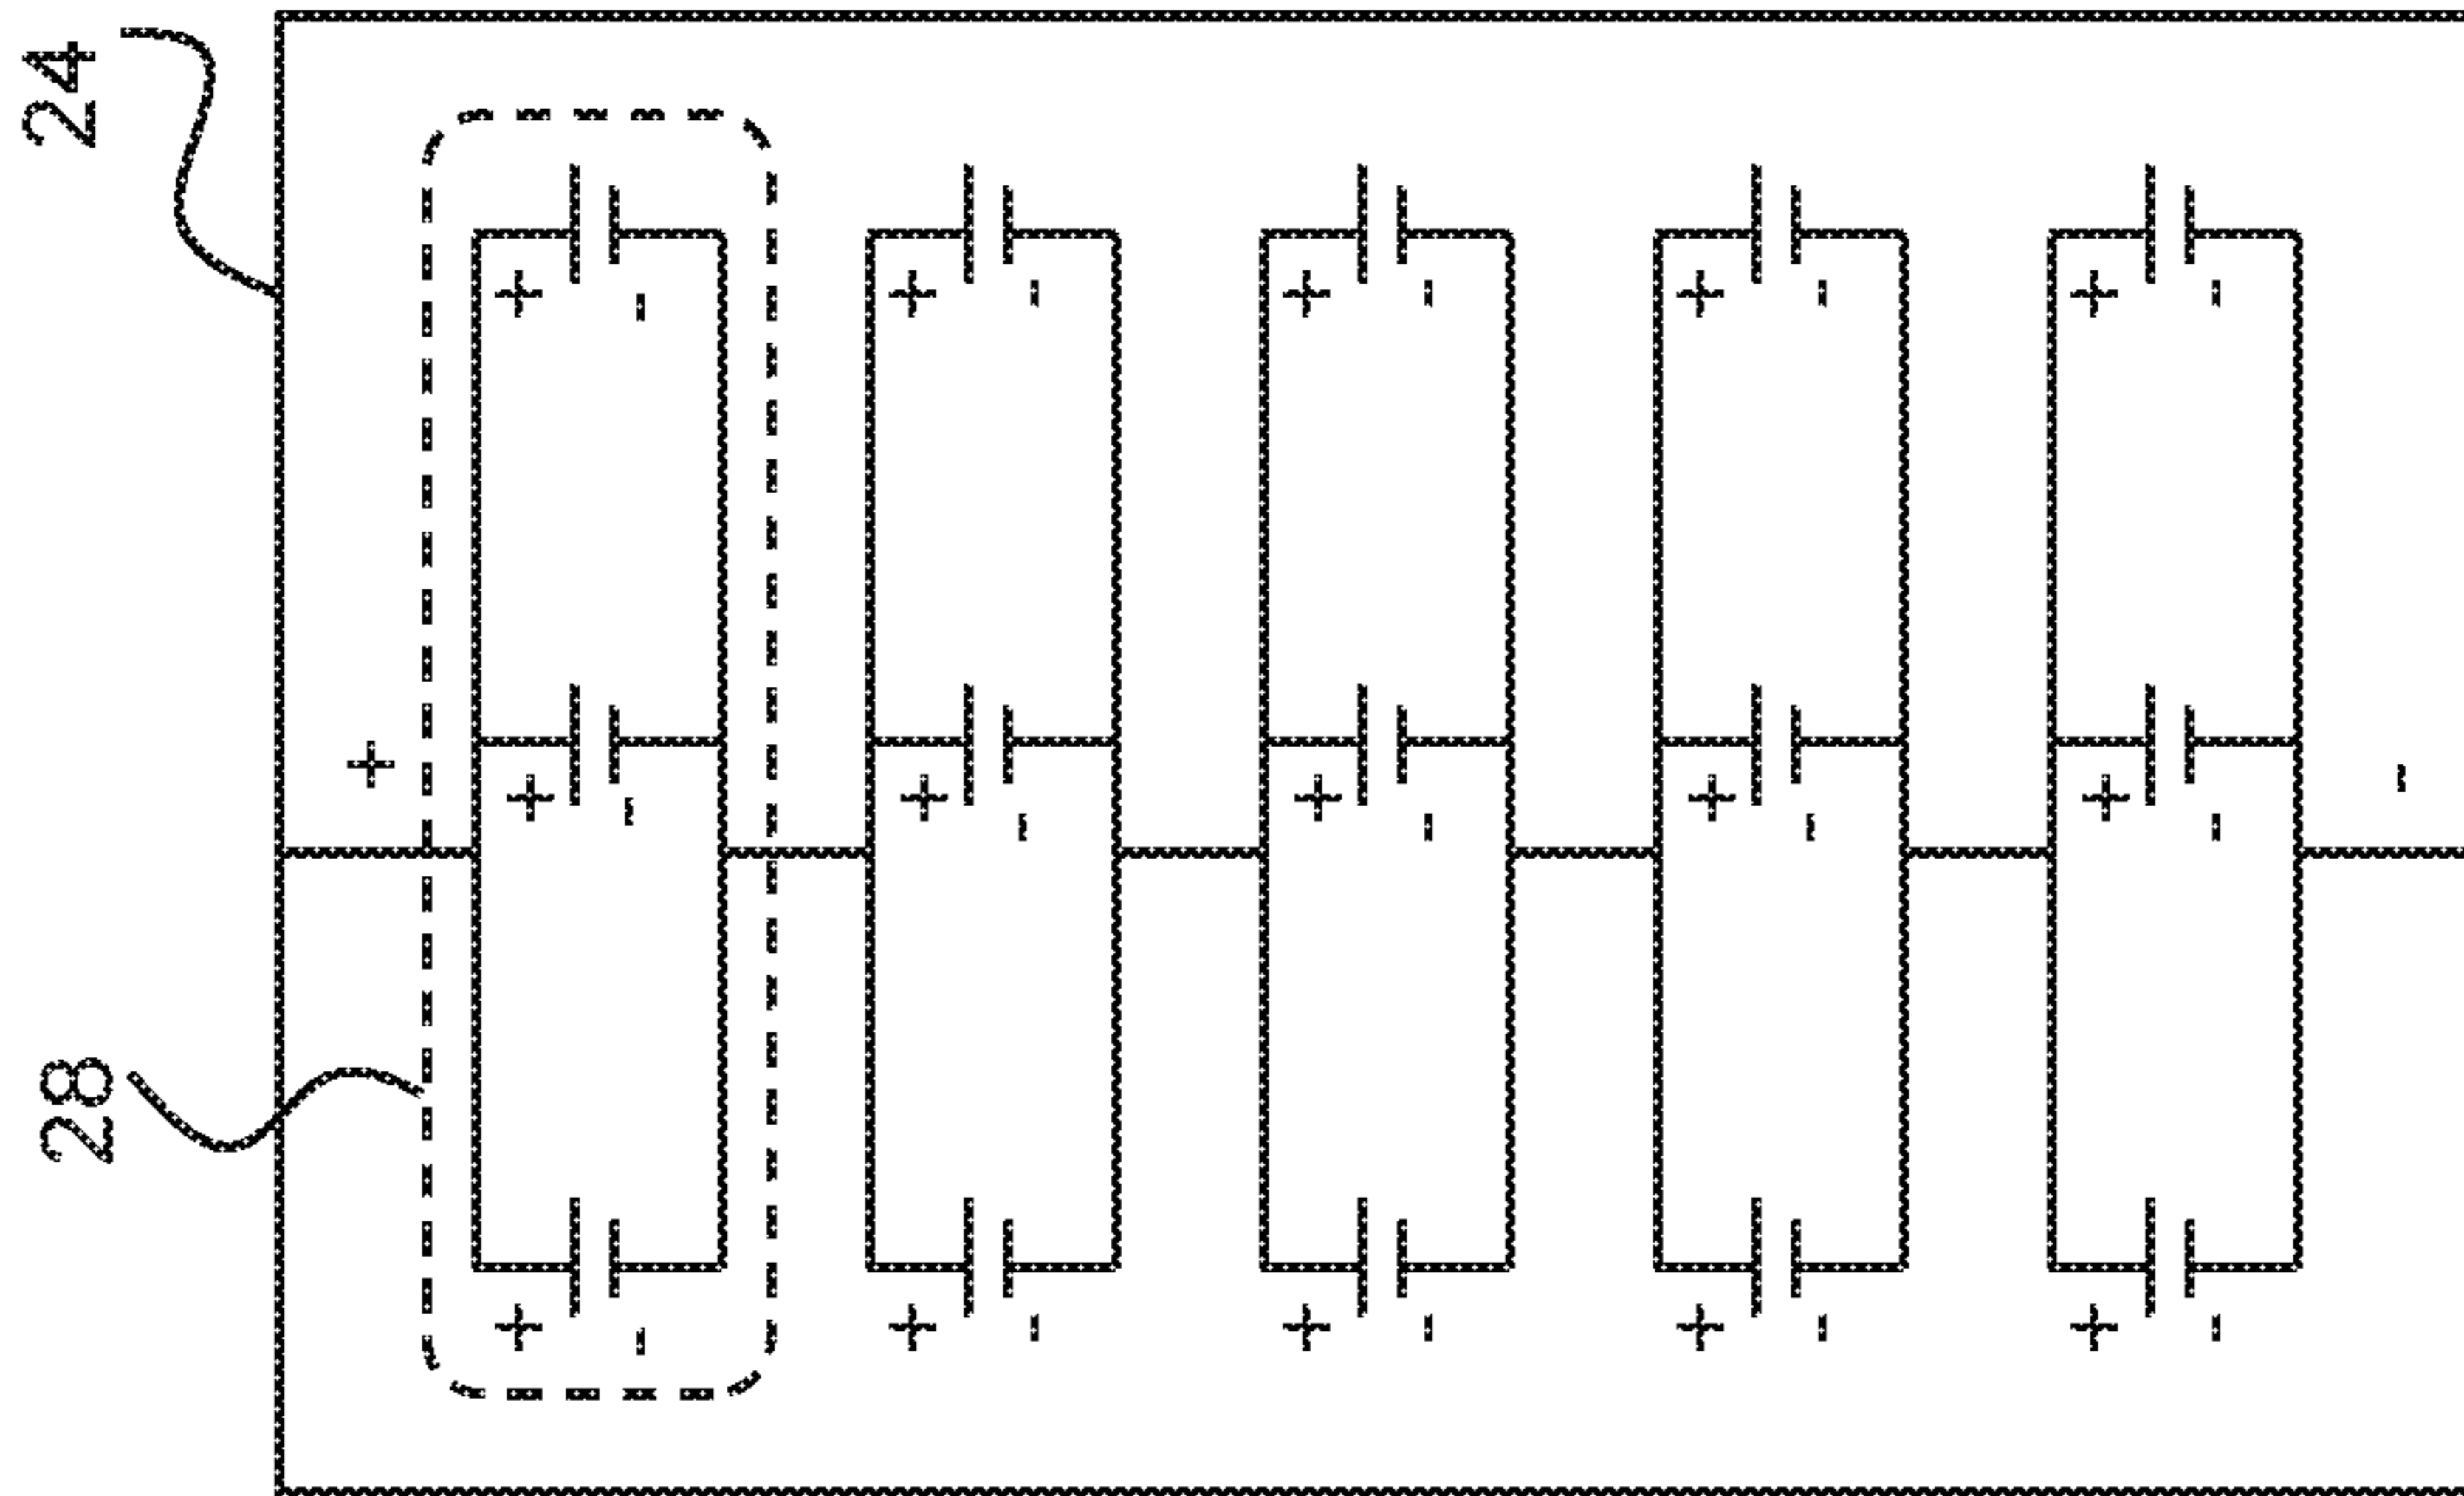 24
28
+
+ - + - + - + - + -
+ - + - + - + - + -
-
+ - + - + - + - + -